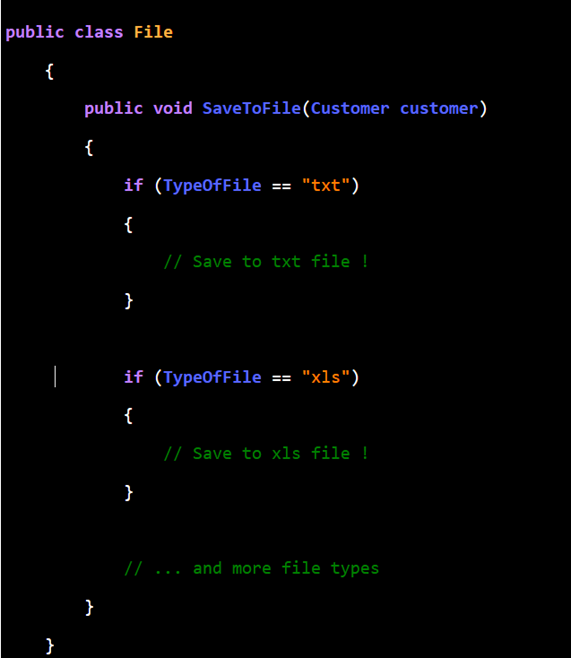 public class File
{
public void SaveToFile(Customer customer)
{
if (TypeOfFile == "txt")
{
// Save to txt file !
}
if (TypeOfFile == "xls")
{
// Save to xls file !
}
// ... and more file types
}
}